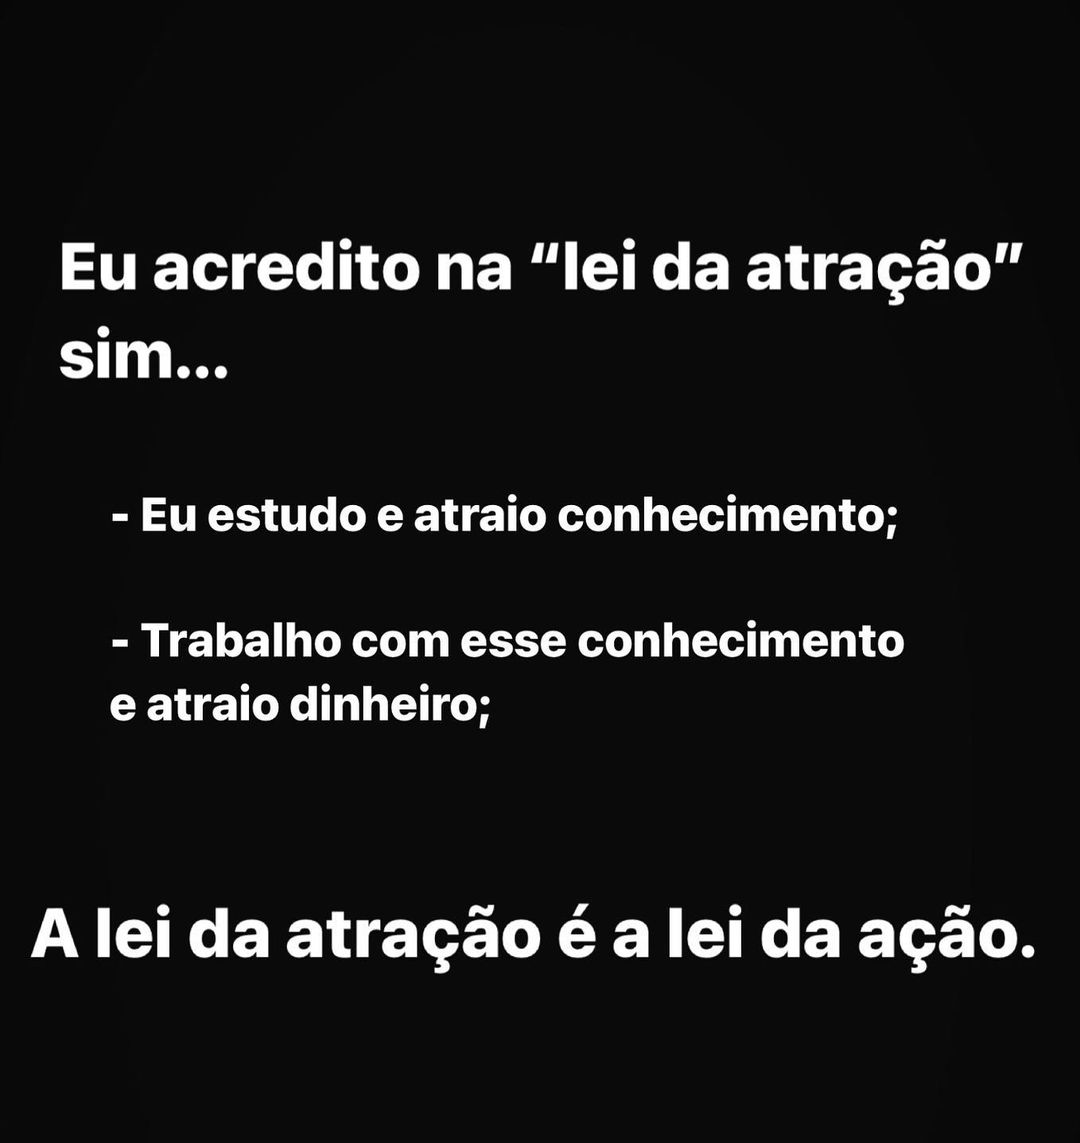 Eu acredito na “lei da atração”
sim...
- Eu estudo e atraio conhecimento;
- Trabalho com esse conhecimento
e atraio dinheiro;
A lei da atração é a lei da ação.